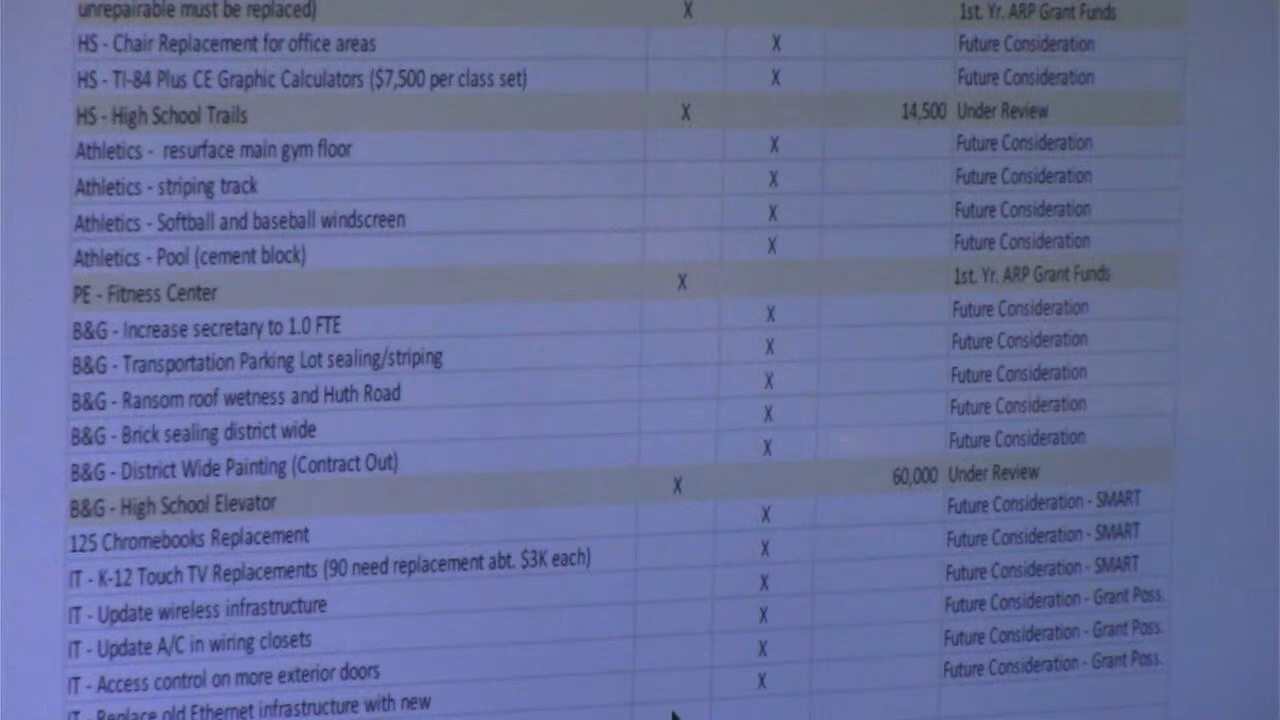 unrepairable must be replaced) X 1st. Yr. ARP Grant Funds
HS - Chair Replacement for office areas X Future Consideration
HS - TI-84 Plus CE Graphic Calculators ($7,500 per class set) X Future Consideration
HS - High School Trails X 14,500 Under Review
Athletics - resurface main gym floor X Future Consideration
Athletics - striping track X Future Consideration
Athletics - Softball and baseball windscreen X Future Consideration
Athletics - Pool (cement block) X Future Consideration
PE - Fitness Center X 1st. Yr. ARP Grant Funds
B&G - Increase secretary to 1.0 FTE X Future Consideration
B&G - Transportation Parking Lot sealing/striping X Future Consideration
B&G - Ransom roof wetness and Huth Road X Future Consideration
B&G - Brick sealing district wide X Future Consideration
B&G - District Wide Painting (Contract Out) X Future Consideration
B&G - High School Elevator X 60,000 Under Review
125 Chromebooks Replacement X Future Consideration - SMART
IT - K-12 Touch TV Replacements (90 need replacement abt. $3K each) X Future Consideration - SMART
IT - Update wireless infrastructure X Future Consideration - SMART
IT - Update A/C in wiring closets X Future Consideration - Grant Poss.
IT - Access control on more exterior doors X Future Consideration - Grant Poss.
IT - Replace old Ethernet infrastructure with new X Future Consideration - Grant Poss.